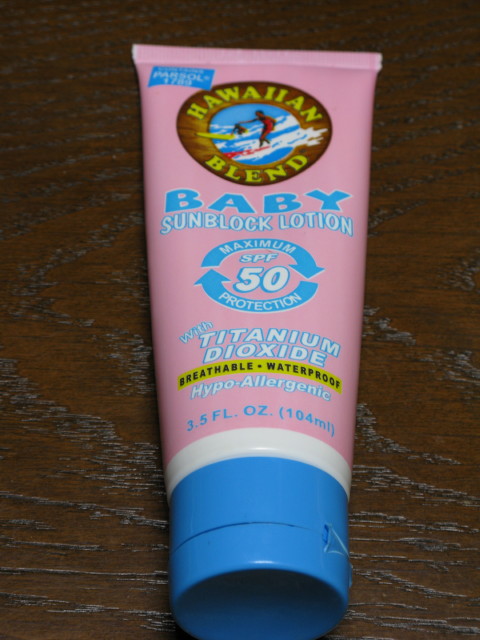 CONTAINS
PARSOL®
1789
HAWAIIAN
BLEND
BABY
SUNBLOCK LOTION
MAXIMUM
SPF
50
PROTECTION
With
TITANIUM
DIOXIDE
BREATHABLE • WATERPROOF
Hypo-Allergenic
3.5 FL. OZ. (104ml)